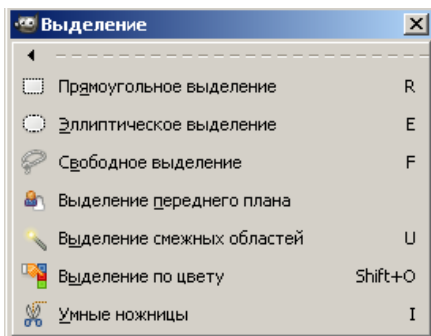 Выделение
Прямоугольное выделение R
Эллиптическое выделение E
Свободное выделение F
Выделение переднего плана
Выделение смежных областей U
Выделение по цвету Shift+O
Умные ножницы I